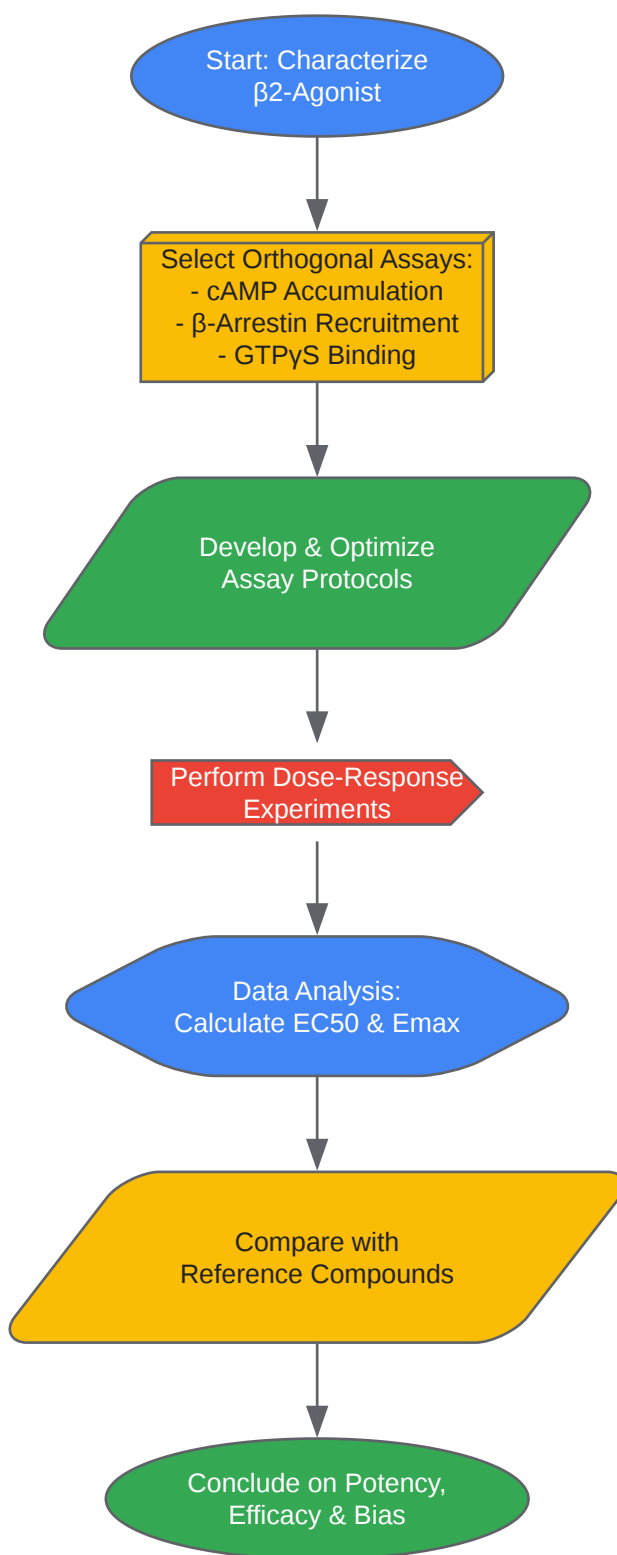 Start: Characterize
β2-Agonist
Select Orthogonal Assays:
- cAMP Accumulation
- β-Arrestin Recruitment
- GTPγS Binding
Develop & Optimize
Assay Protocols
Perform Dose-Response
Experiments
Data Analysis:
Calculate EC50 & Emax
Compare with
Reference Compounds
Conclude on Potency,
Efficacy & Bias